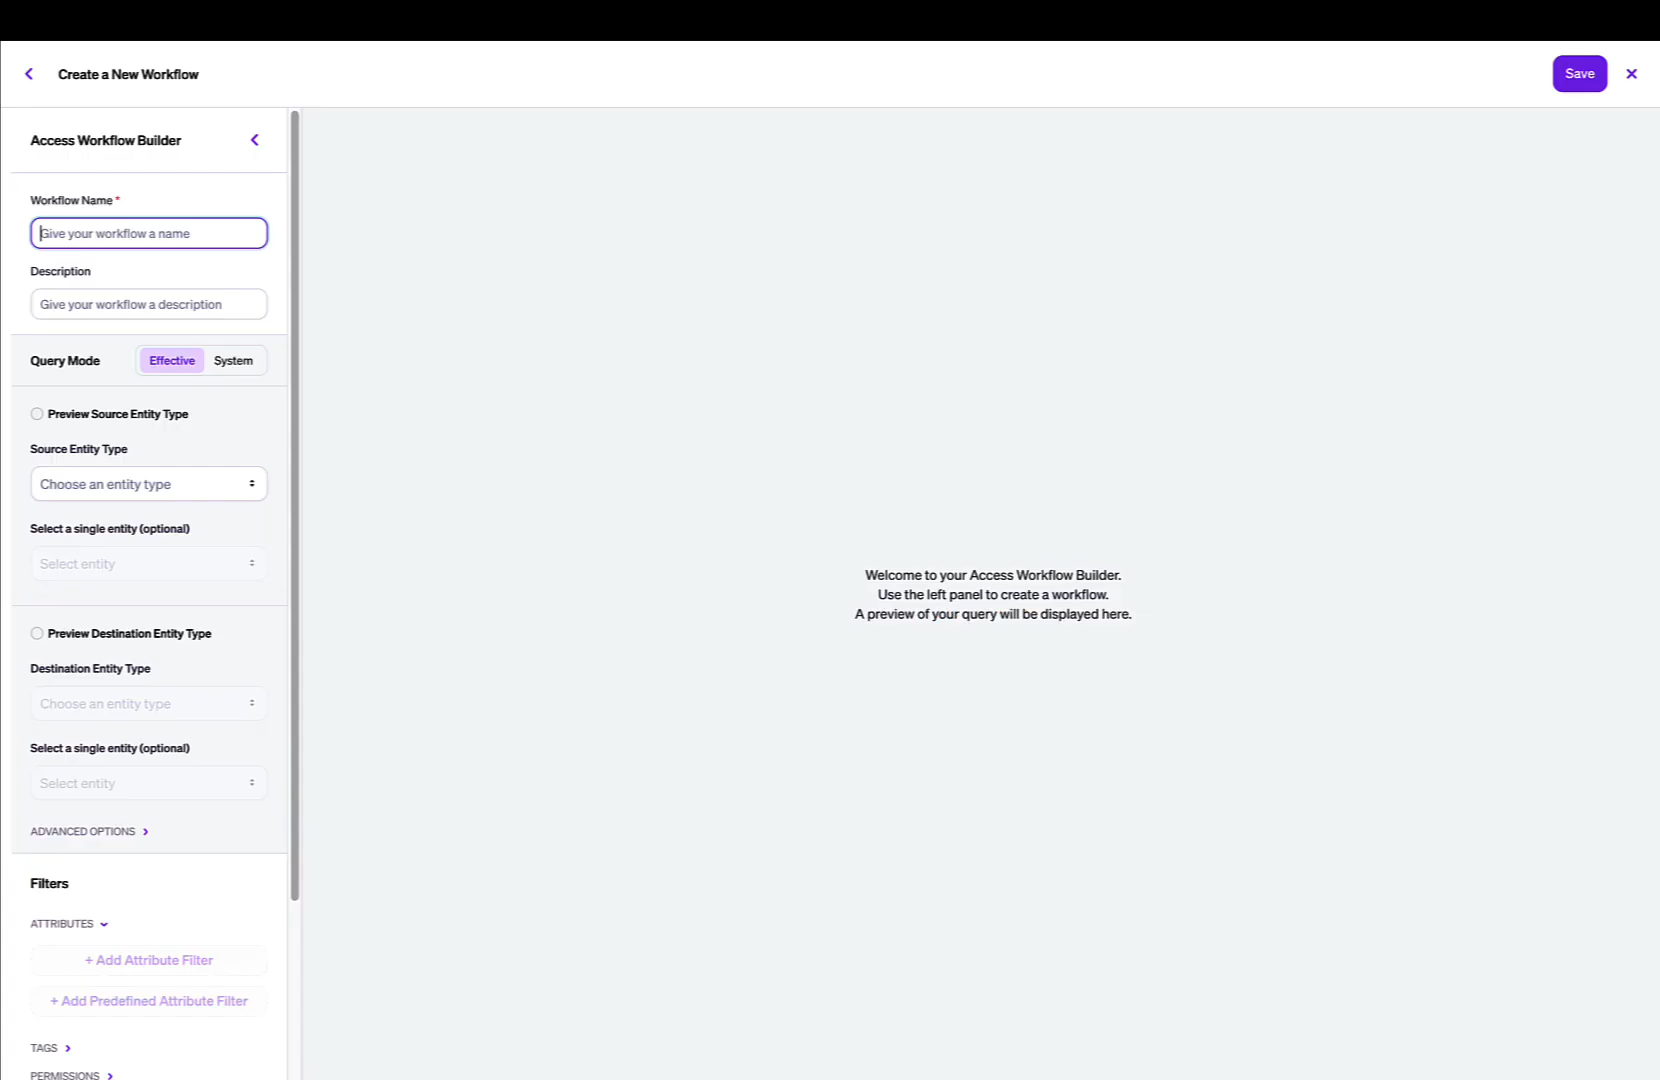 Create a New Workflow
Save
Access Workflow Builder
Workflow Name *
Give your workflow a name
Description
Give your workflow a description
Query Mode
Effective
System
Preview Source Entity Type
Source Entity Type
Choose an entity type
Select a single entity (optional)
Select entity
Preview Destination Entity Type
Destination Entity Type
Choose an entity type
Select a single entity (optional)
Select entity
ADVANCED OPTIONS
Filters
ATTRIBUTES
+ Add Attribute Filter
+ Add Predefined Attribute Filter
TAGS
PERMISSIONS
Welcome to your Access Workflow Builder.
Use the left panel to create a workflow.
A preview of your query will be displayed here.